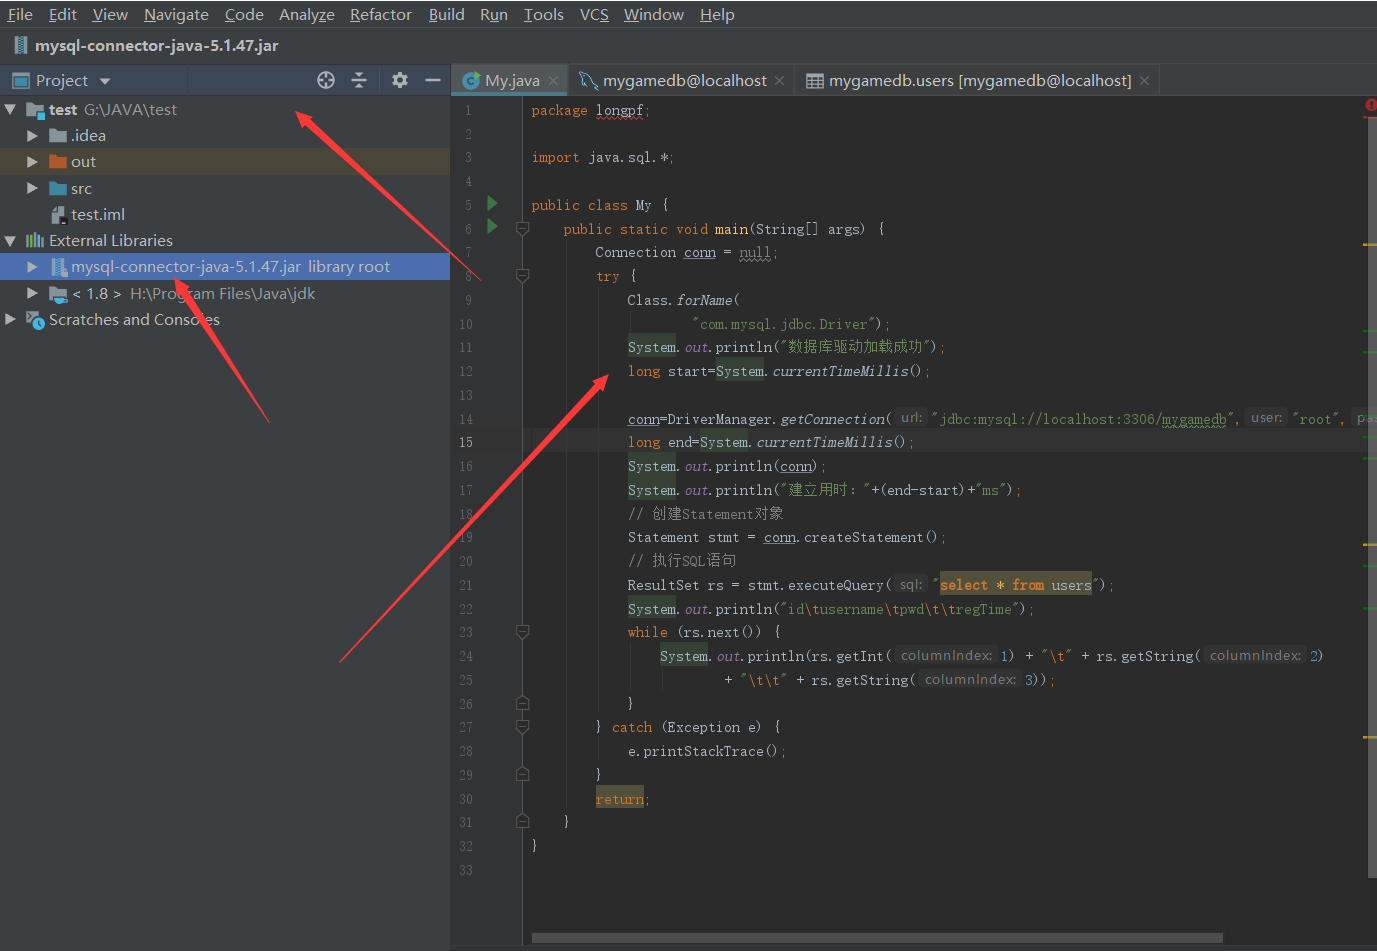 File Edit View Navigate Code Analyze Refactor Build Run Tools VCS Window Help
mysql-connector-java-5.1.47.jar
Project
My.java mygamedb@localhost mygamedb.users [mygamedb@localhost]
test G:\JAVA\test
.idea
out
src
test.iml
External Libraries
mysql-connector-java-5.1.47.jar library root
< 1.8 > H:\Program Files\Java\jdk
Scratches and Consoles
1 package longpf;
2
3 import java.sql.*;
4
5 public class My {
6 public static void main(String[] args) {
7 Connection conn = null;
8 try {
9 Class.forName(
10 "com.mysql.jdbc.Driver");
11 System.out.println("数据库驱动加载成功");
12 long start=System.currentTimeMillis();
13
14 conn=DriverManager.getConnection( url: "jdbc:mysql://localhost:3306/mygamedb", user: "root",
15 long end=System.currentTimeMillis();
16 System.out.println(conn);
17 System.out.println("建立用时："+(end-start)+"ms");
18 // 创建Statement对象
19 Statement stmt = conn.createStatement();
20 // 执行SQL语句
21 ResultSet rs = stmt.executeQuery( sql: "select * from users");
22 System.out.println("id\tusername\tpwd\t\tregTime");
23 while (rs.next()) {
24 System.out.println(rs.getInt( columnIndex: 1) + "\t" + rs.getString( columnIndex: 2)
25 + "\t\t" + rs.getString( columnIndex: 3));
26 }
27 } catch (Exception e) {
28 e.printStackTrace();
29 }
30 return;
31 }
32 }
33